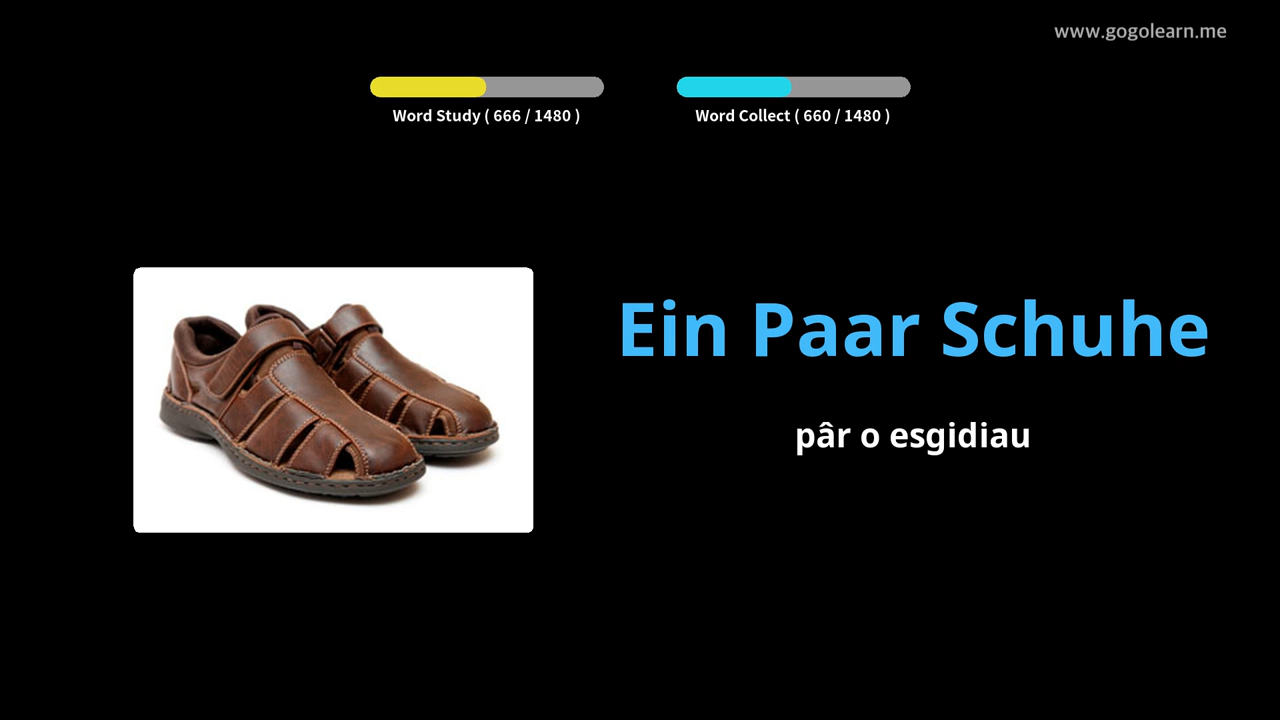 www.gogolearn.me
Word Study ( 666 / 1480 )
Word Collect ( 660 / 1480 )
Ein Paar Schuhe
pâr o esgidiau